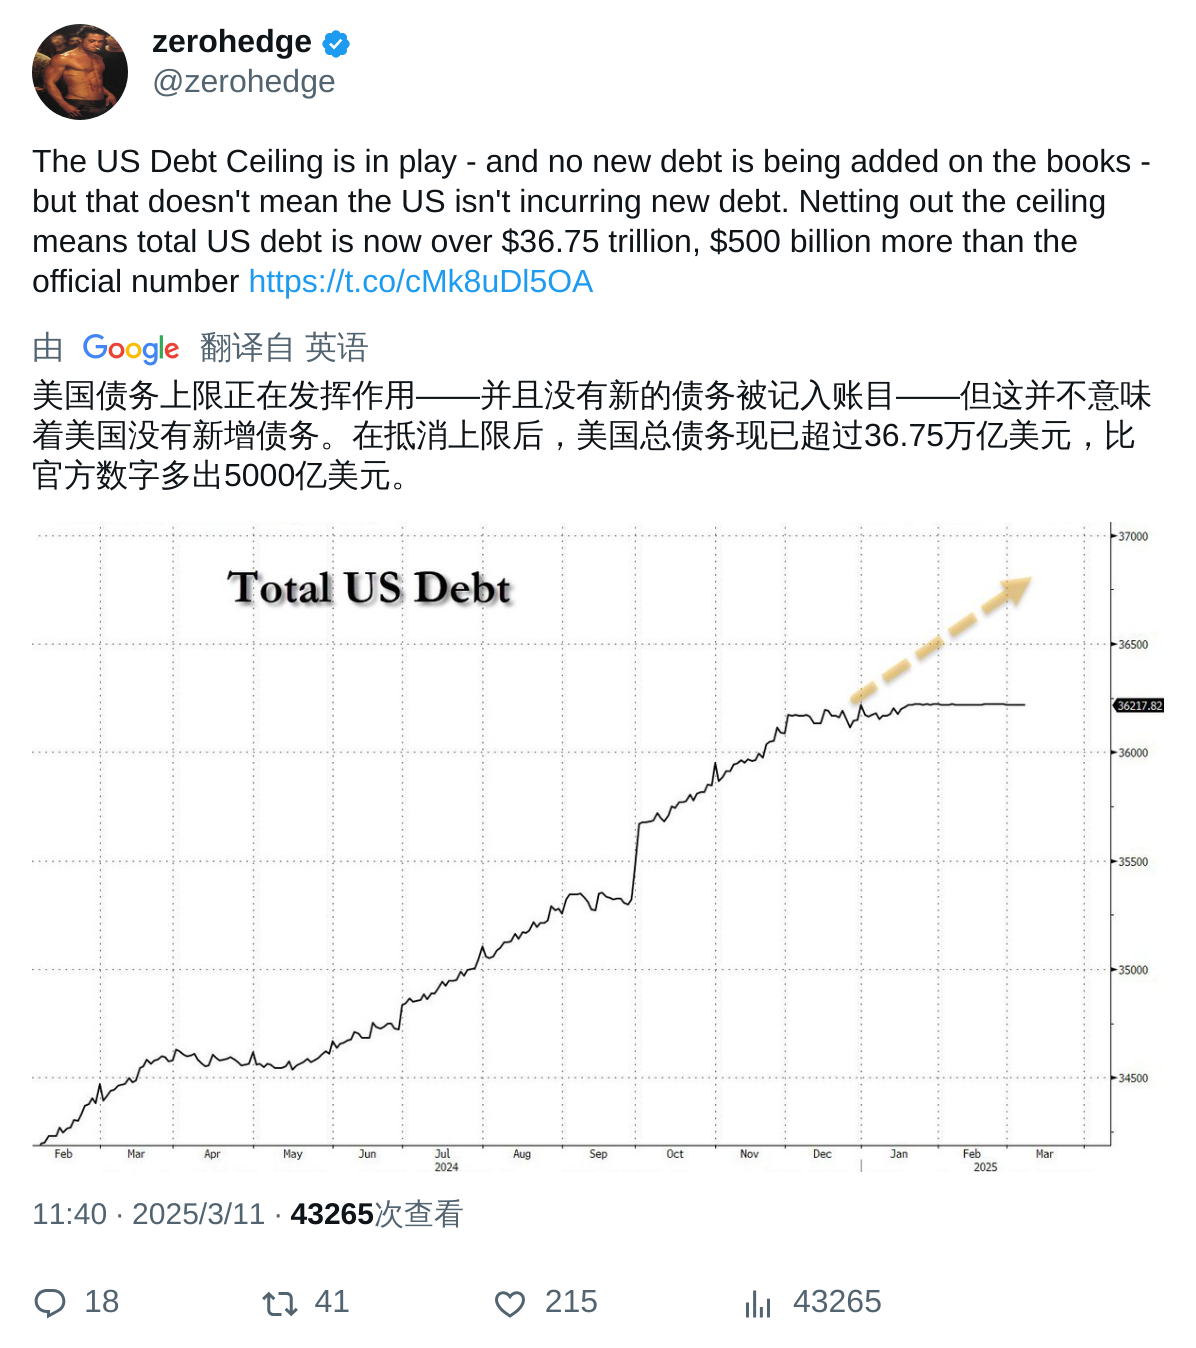 zerohedge
@zerohedge
The US Debt Ceiling is in play - and no new debt is being added on the books -
but that doesn't mean the US isn't incurring new debt. Netting out the ceiling
means total US debt is now over $36.75 trillion, $500 billion more than the
official number https://t.co/cMk8uDl5OA
由 Google 翻译自 英语
美国债务上限正在发挥作用——并且没有新的债务被记入账目——但这并不意味
着美国没有新增债务。在抵消上限后，美国总债务现已超过36.75万亿美元，比
官方数字多出5000亿美元。
Total US Debt
37000
36500
36217.82
36000
35500
35000
34500
Feb Mar Apr May Jun Jul Aug Sep Oct Nov Dec Jan Feb Mar
2024 2025
11:40 · 2025/3/11 · 43265次查看
18 41 215 43265